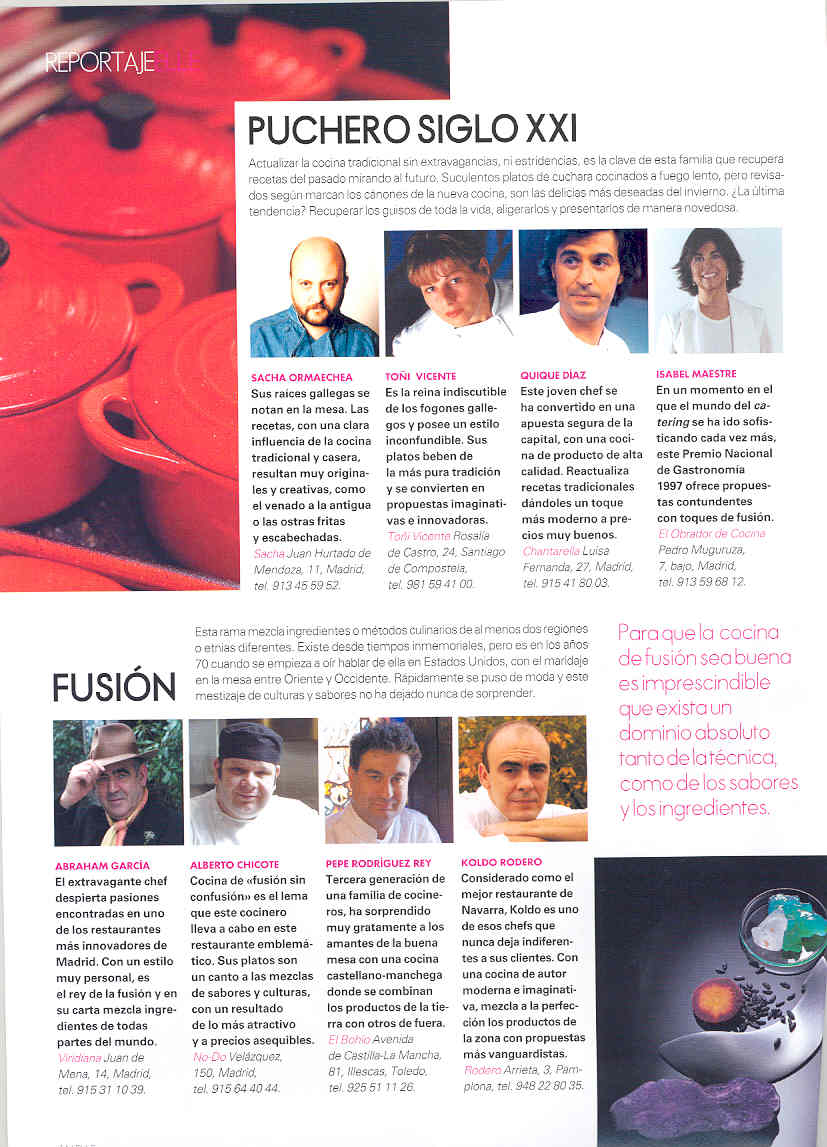 REPORTAJE ELLE
PUCHERO SIGLO XXI
Actualizar la cocina tradicional sin extravagancias, ni estridencias, es la clave de esta familia que recupera
recetas del pasado mirando al futuro. Suculentos platos de cuchara cocinados a fuego lento, pero revisa-
dos según marcan los cánones de la nueva cocina, son las delicias más deseadas del invierno. ¿La última
tendencia? Recuperar los guisos de toda la vida, aligerarlos y presentarlos de manera novedosa.
SACHA ORMAECHEA
Sus raíces gallegas se
notan en la mesa. Las
recetas, con una clara
influencia de la cocina
tradicional y casera,
resultan muy origina-
les y creativas, como
el venado a la antigua
o las ostras fritas
y escabechadas.
Sacha Juan Hurtado de
Mendoza, 11, Madrid,
tel. 913 45 59 52.
TOÑI VICENTE
Es la reina indiscutible
de los fogones galle-
gos y posee un estilo
inconfundible. Sus
platos beben de
la más pura tradición
y se convierten en
propuestas imaginati-
vas e innovadoras.
Toñi Vicente Rosalía
de Castro, 24, Santiago
de Compostela,
tel. 981 59 41 00.
QUIQUE DÍAZ
Este joven chef se
ha convertido en una
apuesta segura de la
capital, con una coci-
na de producto de alta
calidad. Reactualiza
recetas tradicionales
dándoles un toque
más moderno a pre-
cios muy buenos.
Chantarella Luisa
Fernanda, 27, Madrid,
tel. 915 41 80 03.
ISABEL MAESTRE
En un momento en el
que el mundo del ca-
tering se ha ido sofis-
ticando cada vez más,
este Premio Nacional
de Gastronomía
1997 ofrece propues-
tas contundentes
con toques de fusión.
El Obrador de Cocina
Pedro Muguruza,
7, bajo, Madrid,
tel. 913 59 68 12.
FUSIÓN
Esta rama mezcla ingredientes o métodos culinarios de al menos dos regiones
o etnias diferentes. Existe desde tiempos inmemoriales, pero es en los años
70 cuando se empieza a oír hablar de ella en Estados Unidos, con el maridaje
en la mesa entre Oriente y Occidente. Rápidamente se puso de moda y este
mestizaje de culturas y sabores no ha dejado nunca de sorprender.
Para que la cocina
de fusión sea buena
es imprescindible
que exista un
dominio absoluto
tanto de la técnica,
como de los sabores
y los ingredientes.
ABRAHAM GARCÍA
El extravagante chef
despierta pasiones
encontradas en uno
de los restaurantes
más innovadores de
Madrid. Con un estilo
muy personal, es
el rey de la fusión y en
su carta mezcla ingre-
dientes de todas
partes del mundo.
Viridiana Juan de
Mena, 14, Madrid,
tel. 915 31 10 39.
ALBERTO CHICOTE
Cocina de «fusión sin
confusión» es el lema
que este cocinero
lleva a cabo en este
restaurante emblemá-
tico. Sus platos son
un canto a las mezclas
de sabores y culturas,
con un resultado
de lo más atractivo
y a precios asequibles.
No-Do Velázquez,
150, Madrid,
tel. 915 64 40 44.
PEPE RODRÍGUEZ REY
Tercera generación de
una familia de cocine-
ros, ha sorprendido
muy gratamente a los
amantes de la buena
mesa con una cocina
castellano-manchega
donde se combinan
los productos de la tie-
rra con otros de fuera.
El Bohío Avenida
de Castilla-La Mancha,
81, Illescas, Toledo,
tel. 925 51 11 26.
KOLDO RODERO
Considerado como el
mejor restaurante de
Navarra, Koldo es uno
de esos chefs que
nunca deja indiferen-
tes a sus clientes. Con
una cocina de autor
moderna e imaginati-
va, mezcla a la perfec-
ción los productos de
la zona con propuestas
más vanguardistas.
Rodero Arrieta, 3, Pam-
plona, tel. 948 22 80 35.